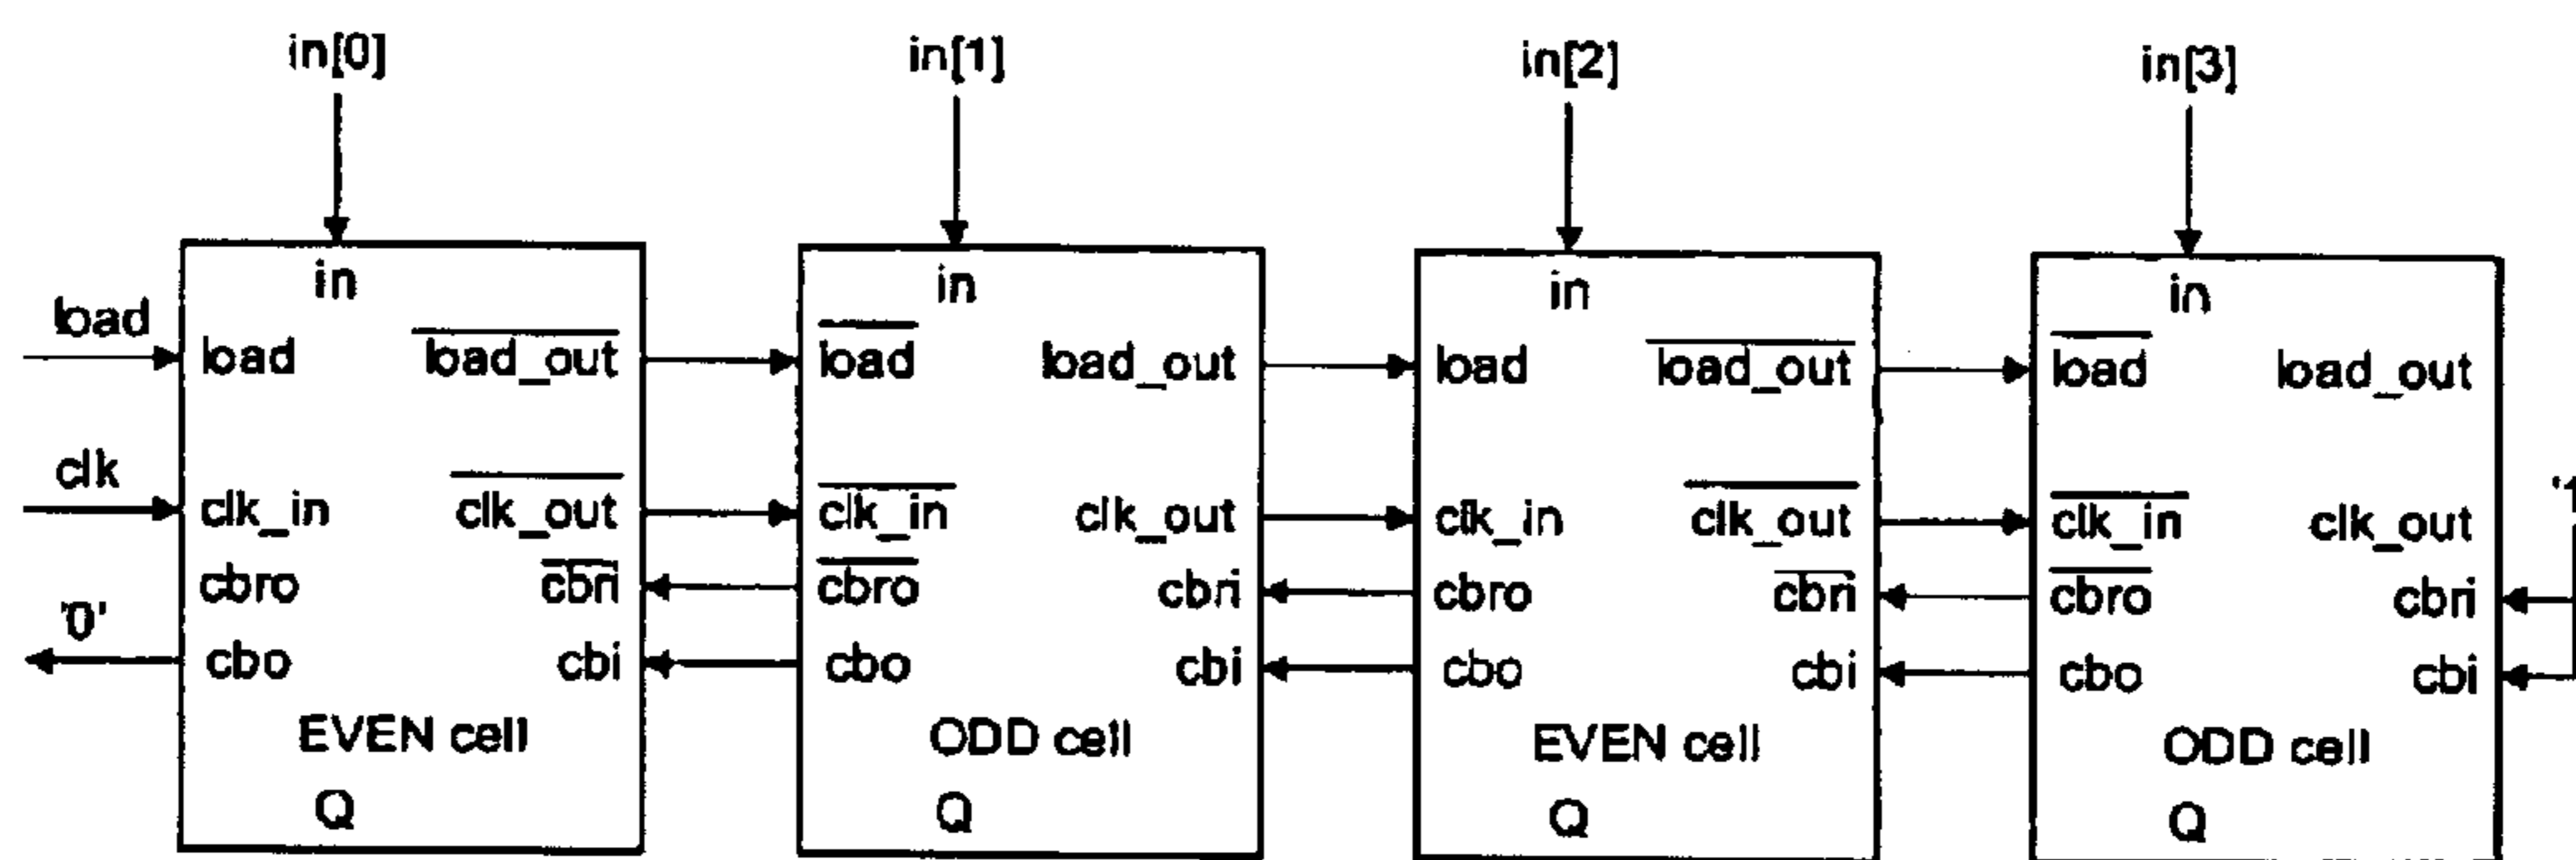 in[0] in[1] in[2] in[3]
in in in in
load
load load_out load load_out load load_out load load_out
clk
clk_in clk_out clk_in clk_out clk_in clk_out clk_in clk_out
cbro cbri cbro cbri cbro cbri cbro cbri
'0'
cbo cbi cbo cbi cbo cbi cbo cbi
EVEN cell ODD cell EVEN cell ODD cell
Q Q Q Q